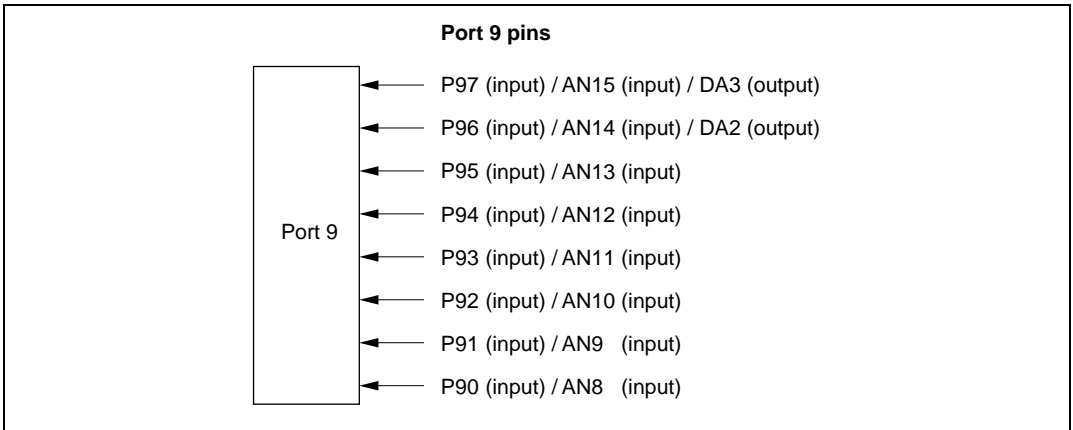 Port 9 pins
P97 (input) / AN15 (input) / DA3 (output)
P96 (input) / AN14 (input) / DA2 (output)
P95 (input) / AN13 (input)
P94 (input) / AN12 (input)
Port 9
P93 (input) / AN11 (input)
P92 (input) / AN10 (input)
P91 (input) / AN9 (input)
P90 (input) / AN8 (input)